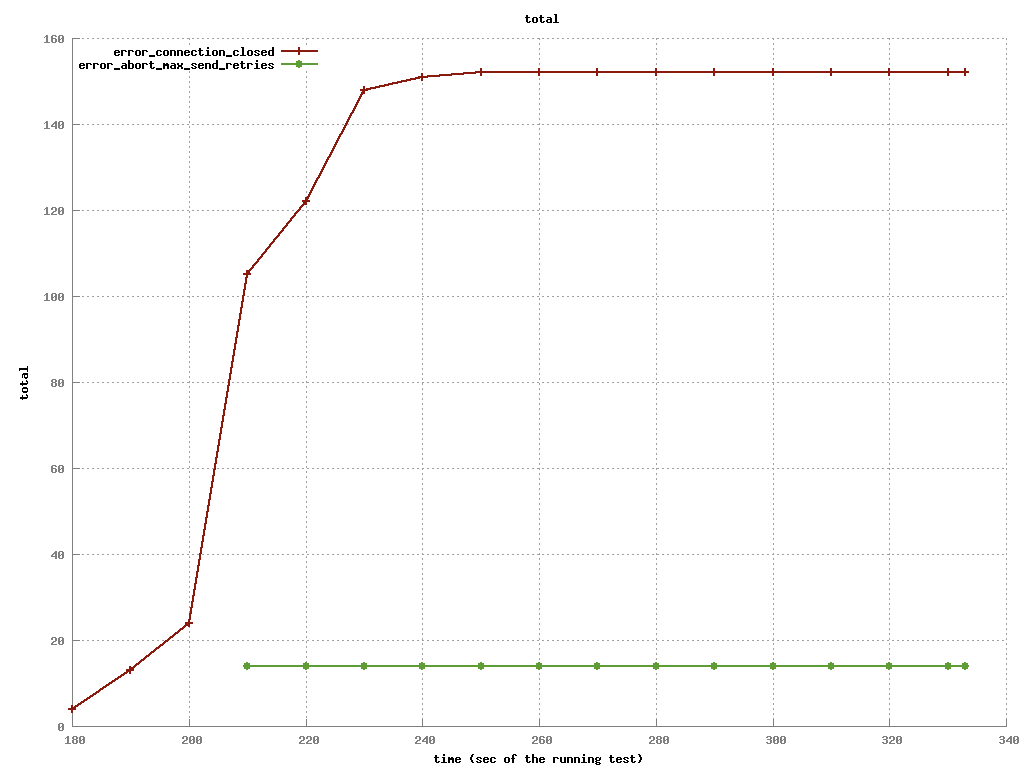 total
error_connection_closed
error_abort_max_send_retries
160
140
120
100
80
60
40
20
0
total
180 200 220 240 260 280 300 320 340
time (sec of the running test)